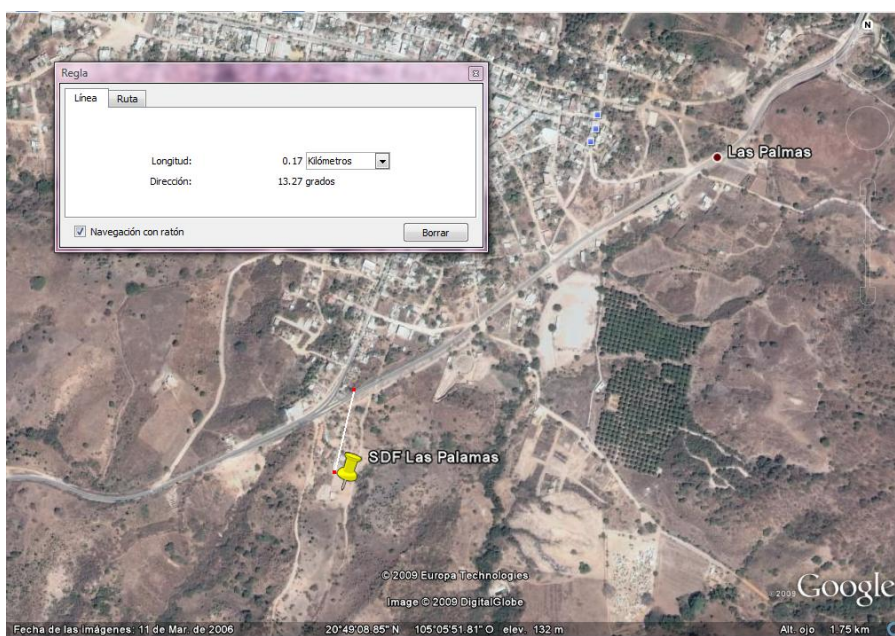 N
Regla
Línea
Ruta
Longitud:
0.17 Kilómetros
Dirección:
13.27 grados
Navegación con ratón
Borrar
Las Palmas
SDF Las Palamas
© 2009 Europa Technologies
Image © 2009 DigitalGlobe
© 2009 Google
Fecha de las imágenes: 11 de Mar. de 2006 20°49'08.85" N 105°05'51.81" O elev. 132 m Alt. ojo 1.75 km